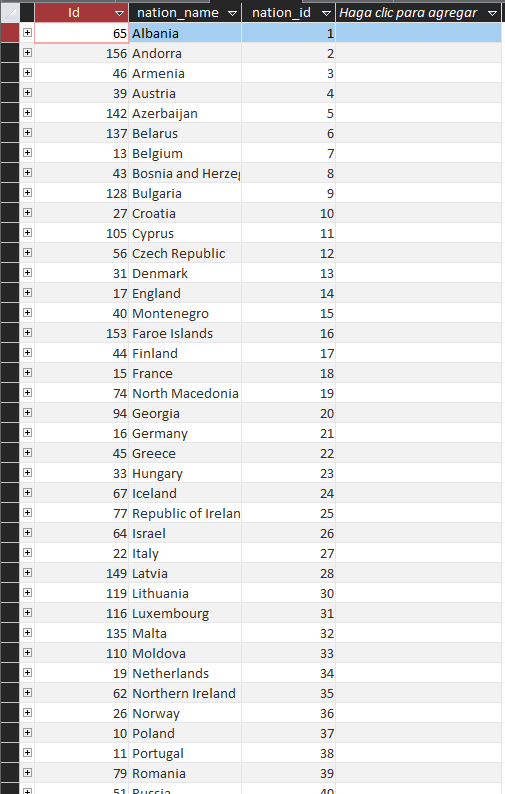 Id nation_name nation_id Haga clic para agregar
65 Albania 1
156 Andorra 2
46 Armenia 3
39 Austria 4
142 Azerbaijan 5
137 Belarus 6
13 Belgium 7
43 Bosnia and Herzeg 8
128 Bulgaria 9
27 Croatia 10
105 Cyprus 11
56 Czech Republic 12
31 Denmark 13
17 England 14
40 Montenegro 15
153 Faroe Islands 16
44 Finland 17
15 France 18
74 North Macedonia 19
94 Georgia 20
16 Germany 21
45 Greece 22
33 Hungary 23
67 Iceland 24
77 Republic of Irelan 25
64 Israel 26
22 Italy 27
149 Latvia 28
119 Lithuania 30
116 Luxembourg 31
135 Malta 32
110 Moldova 33
19 Netherlands 34
62 Northern Ireland 35
26 Norway 36
10 Poland 37
11 Portugal 38
79 Romania 39
51 Russia 40